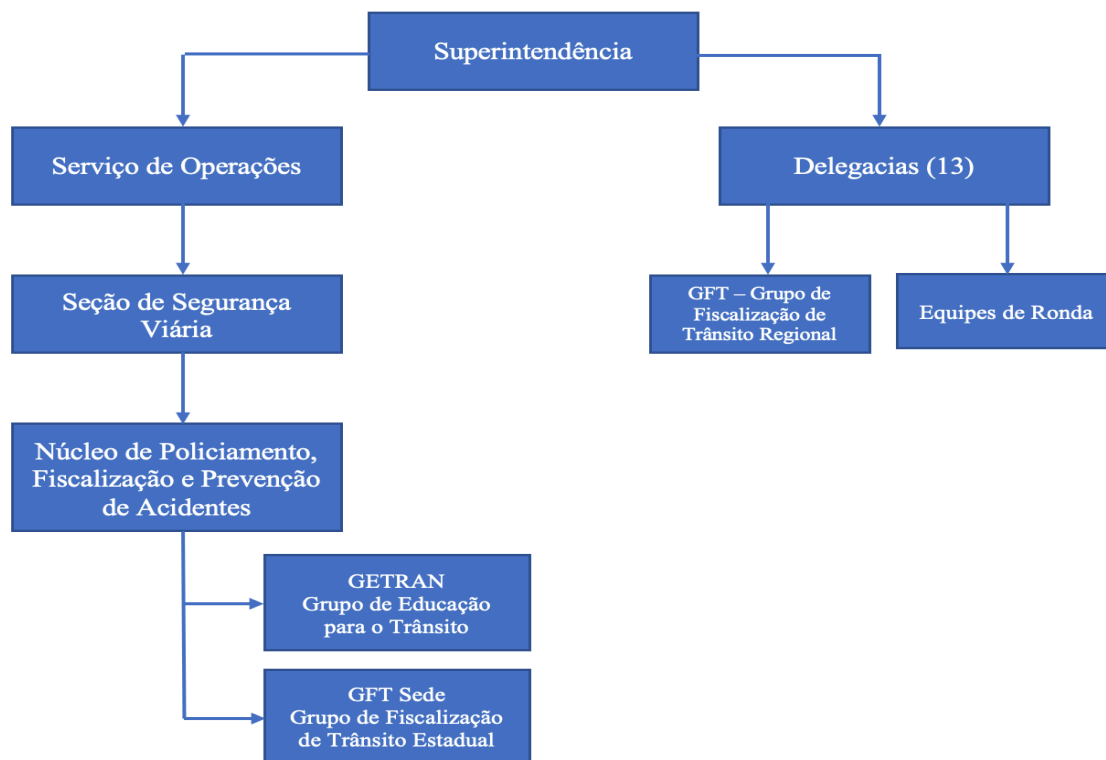 Superintendência
Serviço de Operações
Delegacias (13)
Seção de Segurança
Viária
GFT – Grupo de
Fiscalização de
Trânsito Regional
Equipes de Ronda
Núcleo de Policiamento,
Fiscalização e Prevenção
de Acidentes
GETRAN
Grupo de Educação
para o Trânsito
GFT Sede
Grupo de Fiscalização
de Trânsito Estadual